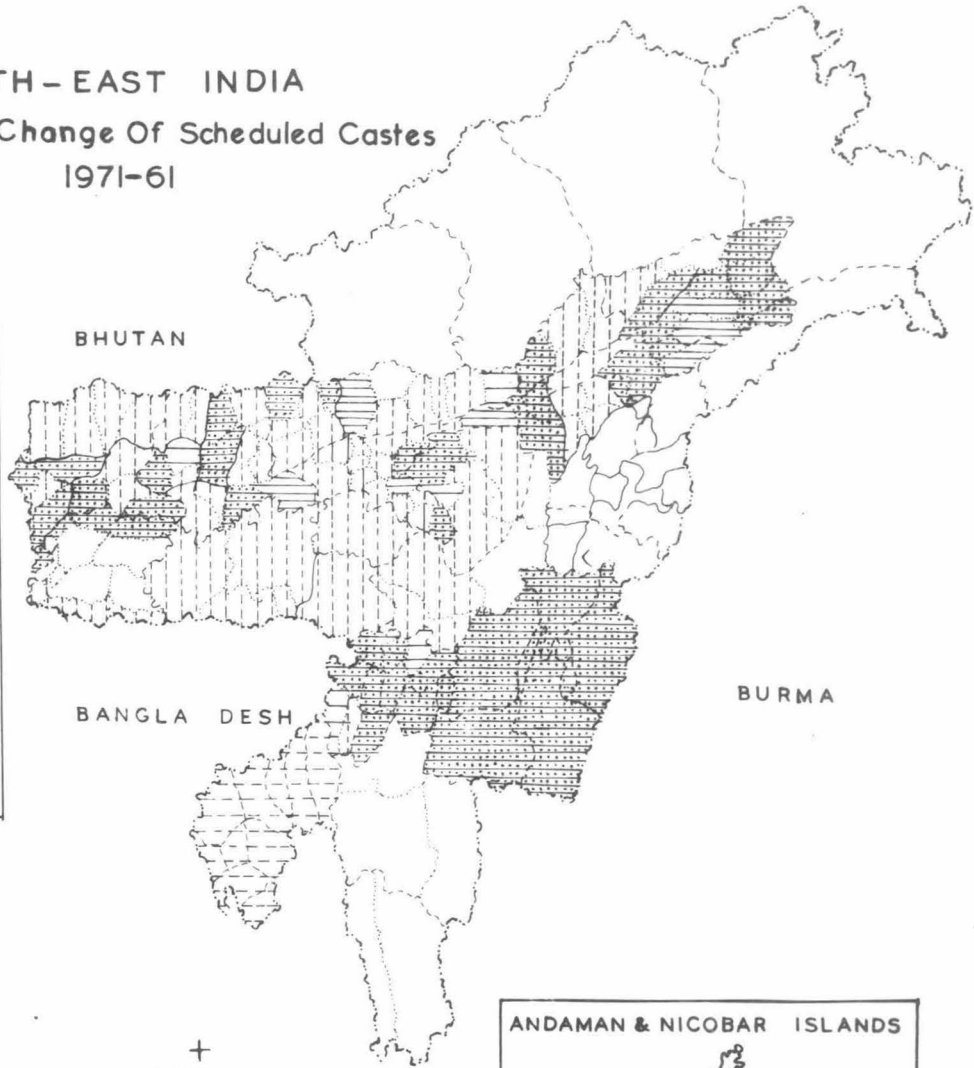 TH-EAST INDIA
Change Of Scheduled Castes
1971-61
BHUTAN
BANGLA DESH
BURMA
ANDAMAN & NICOBAR ISLANDS